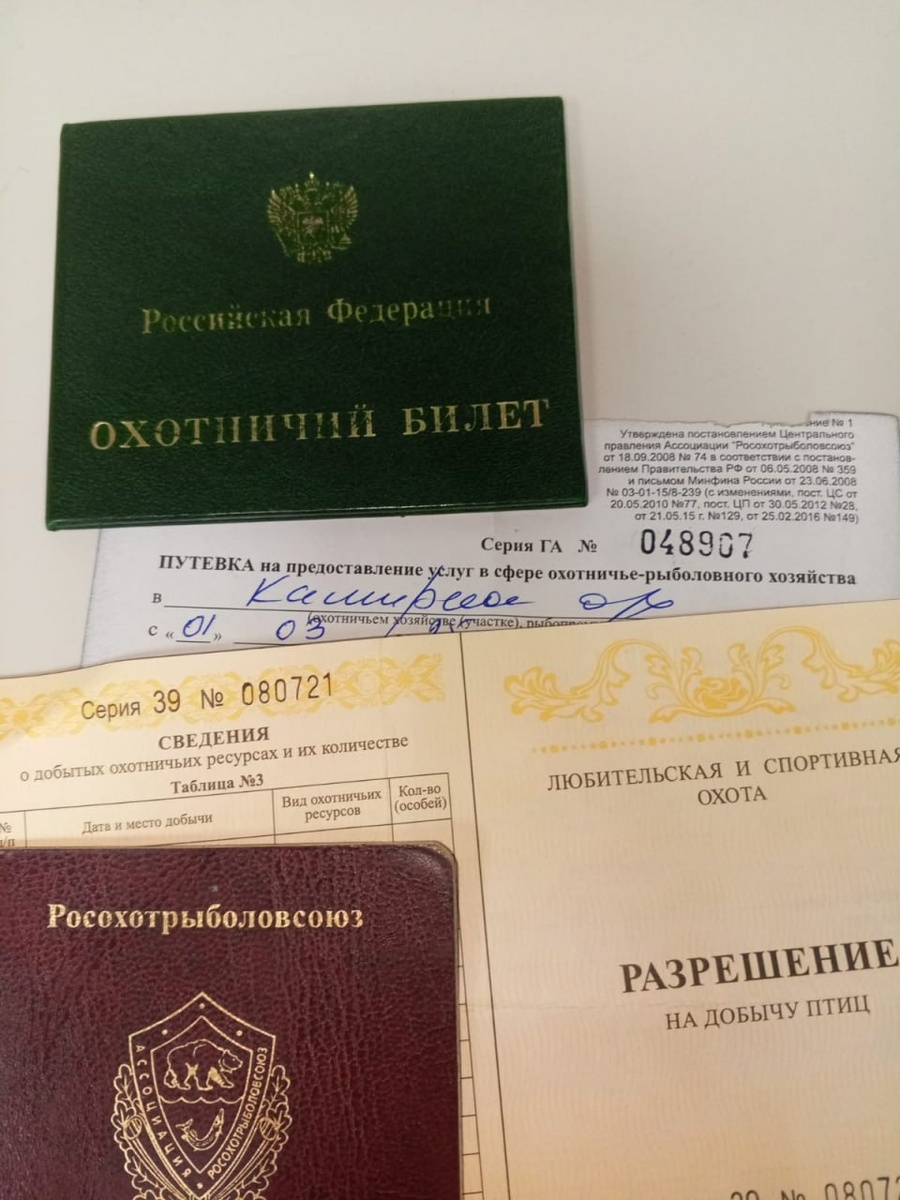 Российская Федерация
ОХОТНИЧИЙ БИЛЕТ
№ 1
Утверждена постановлением Центрального
правления Ассоциации "Росохотрыболовсоюз"
от 18.09.2008 № 74 в соответствии с постанов-
лением Правительства РФ от 06.05.2008 № 359
и письмом Минфина России от 23.06.2008
№ 03-01-15/8-239 (с изменениями, пост. ЦС от
20.05.2010 №77, пост. ЦП от 30.05.2012 №28,
от 21.05.15 г. №129, от 25.02.2016 №149)
Серия ГА № 048907
ПУТЕВКА на предоставление услуг в сфере охотничье-рыболовного хозяйства
в
(охотничьем хозяйстве (участке),
с «01» 03
Серия 39 № 080721
СВЕДЕНИЯ
о добытых охотничьих ресурсах и их количестве
Таблица №3
№ п/п
Дата и место добычи
Вид охотничьих ресурсов
Кол-во (особей)
ЛЮБИТЕЛЬСКАЯ И СПОРТИВНАЯ
ОХОТА
РАЗРЕШЕНИЕ
НА ДОБЫЧУ ПТИЦ
Росохотрыболовсоюз
АССОЦИАЦИЯ РОСОХОТРЫБОЛОВСОЮЗ
39 № 08072